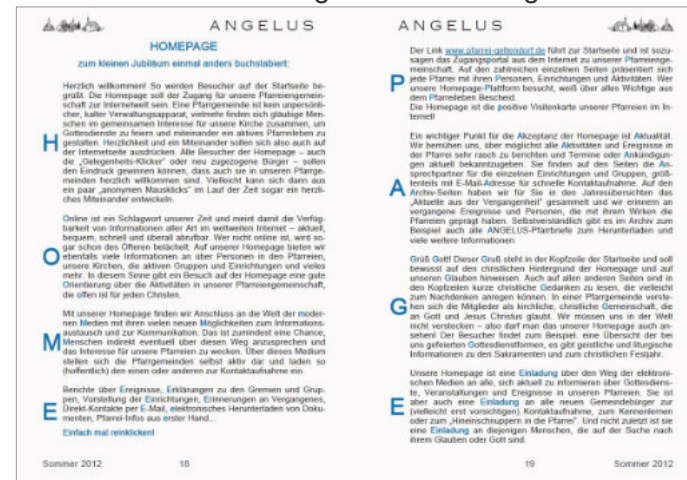 ANGELUS
HOMEPAGE
zum kleinen Jubiläum einmal anders buchstabiert:
H
Herzlich willkommen! So werden Besucher auf der Startseite be-
grüßt. Die Homepage soll der Zugang für unsere Pfarreiengemein-
schaft zur Internetwelt sein. Eine Pfarrgemeinde ist kein unpersönli-
cher, kalter Verwaltungsapparat, vielmehr finden sich gläubige Men-
schen im gemeinsamen Interesse für unsere Kirche zusammen, um
Gottesdienste zu feiern und miteinander ein aktives Pfarreileben zu
gestalten. Herzlichkeit und ein Miteinander sollen sich also auch auf
der Internetseite ausdrücken. Alle Besucher der Homepage – auch
die „Gelegenheits-Klicker" oder neu zugezogene Bürger – sollen
den Eindruck gewinnen können, dass auch sie in unseren Pfarrge-
meinden herzlich willkommen sind. Vielleicht kann sich dann aus
ein paar „anonymen Mausklicks" im Lauf der Zeit sogar ein herzli-
ches Miteinander entwickeln.
O
Online ist ein Schlagwort unserer Zeit und meint damit die Verfüg-
barkeit von Informationen aller Art im weltweiten Internet – aktuell,
bequem, schnell und überall abrufbar. Wer nicht online ist, wird so-
gar schon des Öfteren belächelt. Auf unserer Homepage bieten wir
ebenfalls viele Informationen an über Personen in den Pfarreien,
unsere Kirchen, die aktiven Gruppen und Einrichtungen und vieles
mehr. In diesem Sinne gibt ein Besuch auf der Homepage eine gute
Orientierung über die Aktivitäten in unserer Pfarreiengemeinschaft,
die offen ist für jeden Christen.
M
Mit unserer Homepage finden wir Anschluss an die Welt der moder-
nen Medien mit ihren vielen neuen Möglichkeiten zum Informations-
austausch und zur Kommunikation. Das ist zumindest eine Chance,
Menschen indirekt eventuell über diesen Weg anzusprechen und
das Interesse für unsere Pfarreien zu wecken. Über dieses Medium
stellen sich die Pfarrgemeinden selbst aktiv dar und laden so
(hoffentlich) den einen oder anderen zur Kontaktaufnahme ein.
E
Berichte über Ereignisse, Erklärungen zu den Gremien und Grup-
pen, Vorstellung der Einrichtungen, Erinnerungen an Vergangenes,
Direkt-Kontakte per E-Mail, elektronisches Herunterladen von Doku-
menten, Pfarrei-Infos aus erster Hand...
Einfach mal reinklicken!
Sommer 2012 18
ANGELUS
P
Der Link www.pfarrei-geltendorf.de führt zur Startseite und ist sozu-
sagen das Zugangsportal aus dem Internet zu unserer Pfarreienge-
meinschaft. Auf den zahlreichen einzelnen Seiten präsentiert sich
jede Pfarrei mit ihren Personen, Einrichtungen und Aktivitäten. Wer
unsere Homepage-Plattform besucht, weiß über alles Wichtige aus
dem Pfarreileben Bescheid.
Die Homepage ist die positive Visitenkarte unserer Pfarreien im In-
ternet!
A
Ein wichtiger Punkt für die Akzeptanz der Homepage ist Aktualität.
Wir bemühen uns, über möglichst alle Aktivitäten und Ereignisse in
der Pfarrei sehr rasch zu berichten und Termine oder Ankündigun-
gen aktuell bekanntzugeben. Sie finden auf den Seiten die An-
sprechpartner für die einzelnen Einrichtungen und Gruppen, größ-
tenteils mit E-Mail-Adresse für schnelle Kontaktaufnahme. Auf den
Archiv-Seiten haben wir für Sie in den Jahresübersichten das
„Aktuelle aus der Vergangenheit" gesammelt und wir erinnern an
vergangene Ereignisse und Personen, die mit ihrem Wirken die
Pfarreien geprägt haben. Selbstverständlich gibt es im Archiv zum
Beispiel auch alle ANGELUS-Pfarrbriefe zum Herunterladen und
viele weitere Informationen
G
Grüß Gott! Dieser Gruß steht in der Kopfzeile der Startseite und soll
bewusst auf den christlichen Hintergrund der Homepage und auf
unseren Glauben hinweisen. Auch auf allen anderen Seiten sind in
den Kopfzeilen kurze christliche Gedanken zu lesen, die vielleicht
zum Nachdenken anregen können. In einer Pfarrgemeinde verste-
hen sich die Mitglieder als kirchliche, christliche Gemeinschaft, die
an Gott und Jesus Christus glaubt. Wir müssen uns in der Welt
nicht verstecken – also darf man das unserer Homepage auch an-
sehen! Der Besucher findet zum Beispiel. eine Übersicht der bei
uns gefeierten Gottesdienstformen, es gibt geistliche und liturgische
Informationen zu den Sakramenten und zum christlichen Festjahr.
E
Unsere Homepage ist eine Einladung über den Weg der elektroni-
schen Medien an alle, sich aktuell zu informieren über Gottesdiens-
te, Veranstaltungen und Ereignisse in unseren Pfarreien. Sie ist
aber auch eine Einladung an alle neuen Gemeindebürger zur
(vielleicht erst vorsichtigen) Kontaktaufnahme, zum Kennenlernen
oder zum „Hineinschnuppern in die Pfarrei". Und nicht zuletzt ist sie
eine Einladung an diejenigen Menschen, die auf der Suche nach
ihrem Glauben oder Gott sind.
19 Sommer 2012